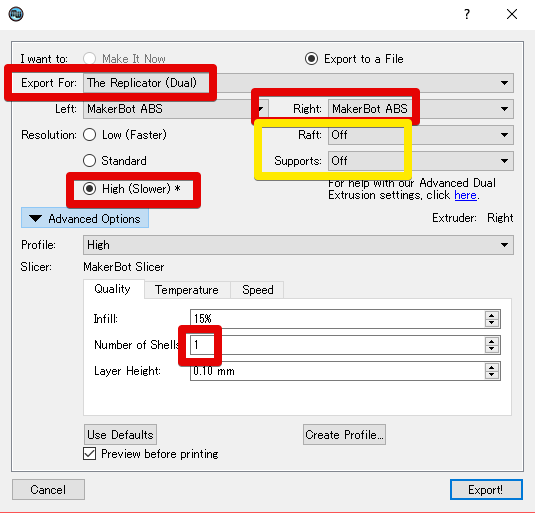 ?
I want to: Make It Now Export to a File
Export For: The Replicator (Dual)
Left: MakerBot ABS Right: MakerBot ABS
Resolution: Low (Faster) Raft: Off
Standard Supports: Off
High (Slower) * For help with our Advanced Dual
Extrusion settings, click here.
Advanced Options Extruder: Right
Profile: High
Slicer: MakerBot Slicer
Quality Temperature Speed
Infill: 15%
Number of Shells 1
Layer Height: 0.10 mm
Use Defaults Create Profile...
Preview before printing
Cancel Export!